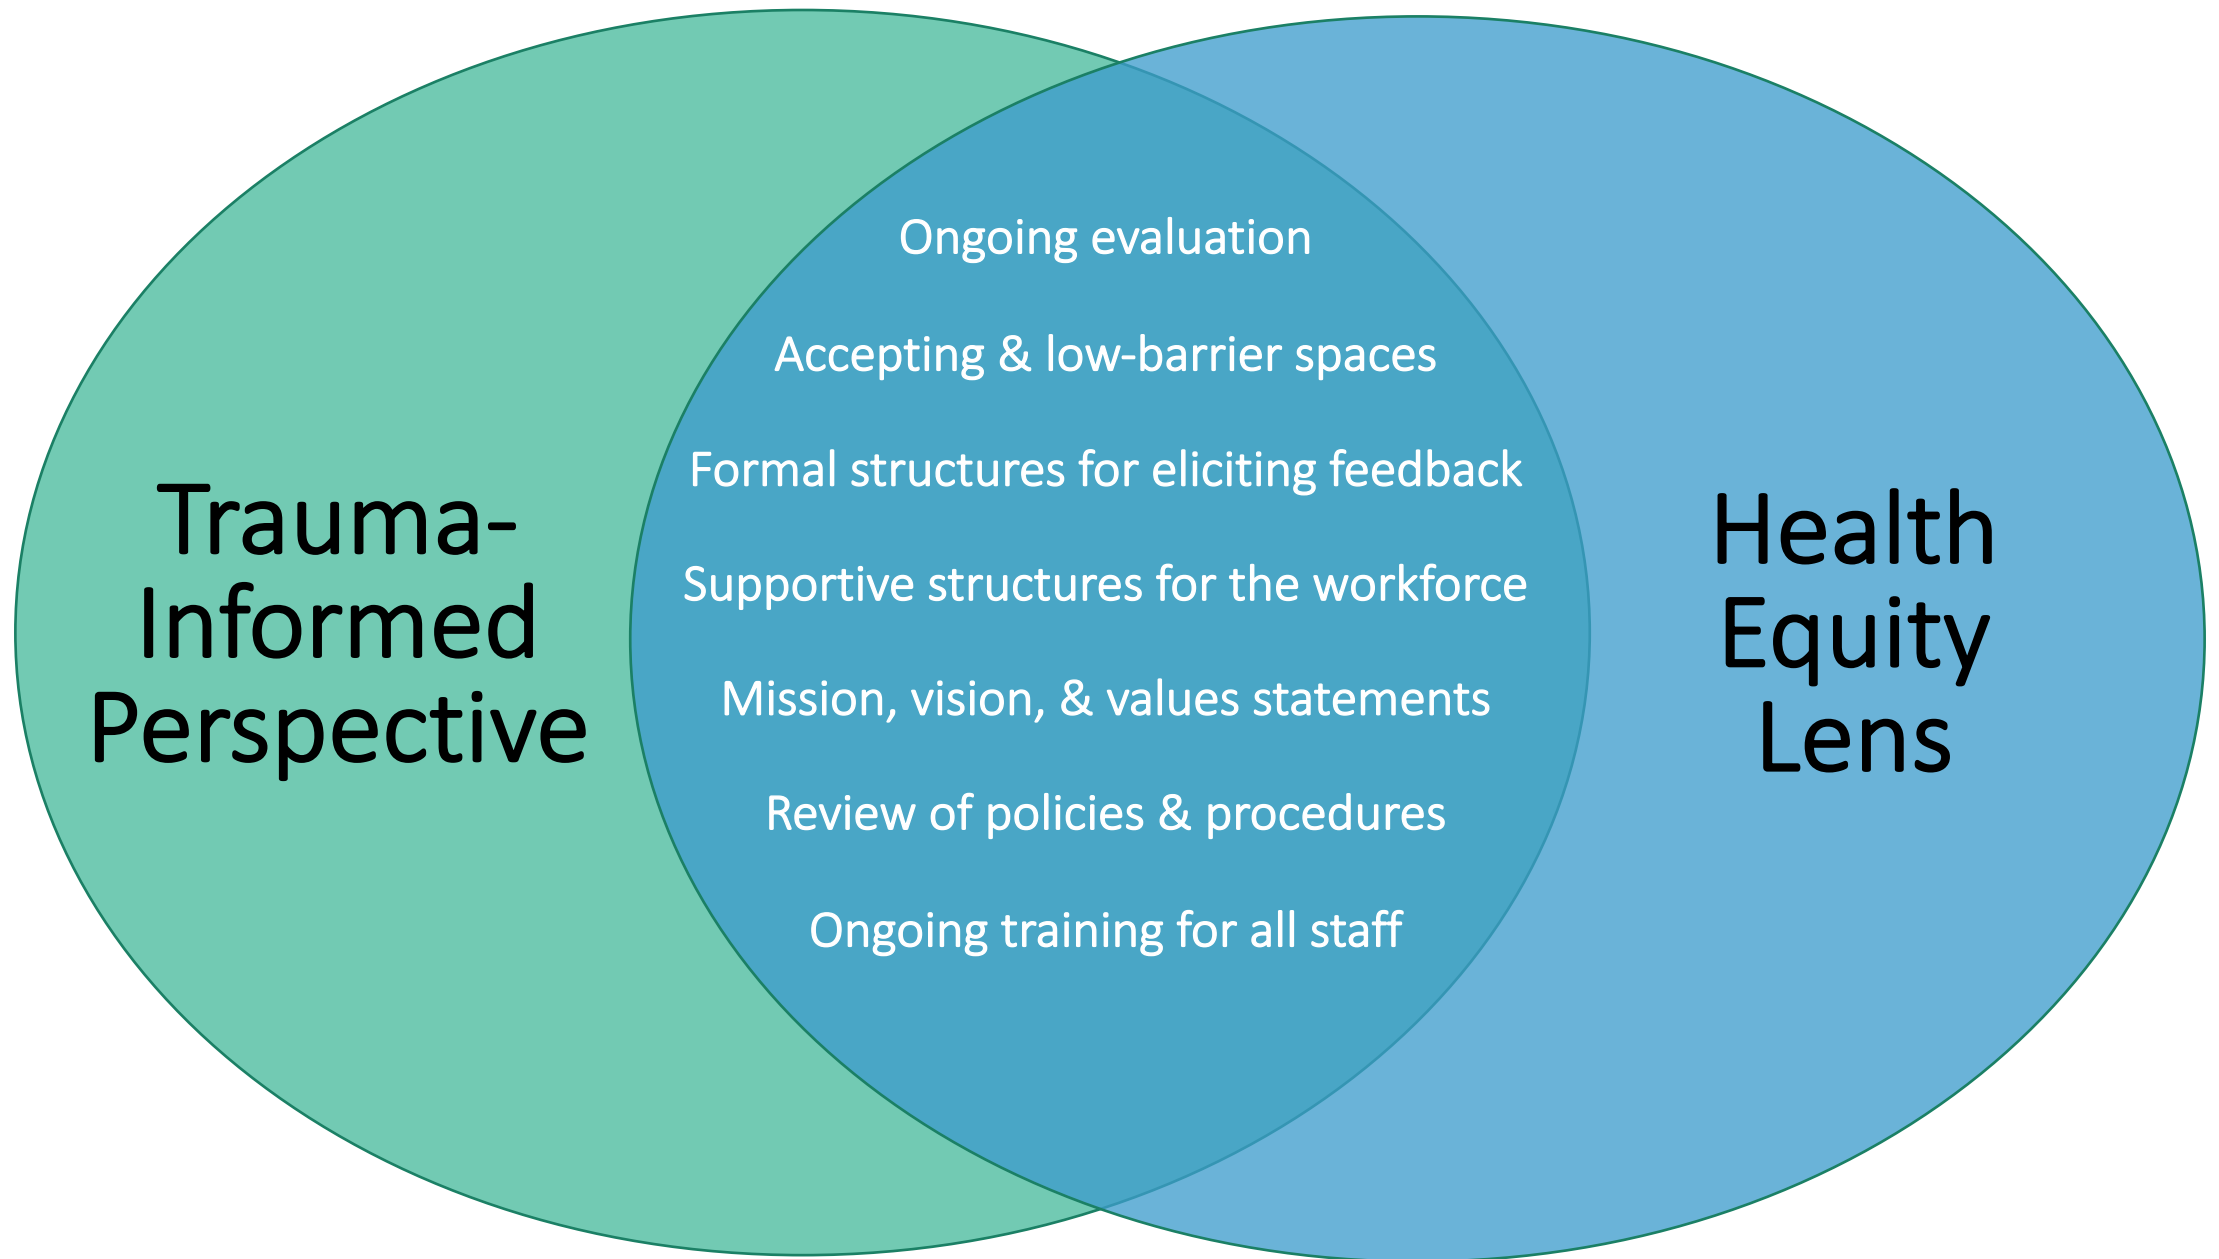 Trauma-
Informed
Perspective
Ongoing evaluation
Accepting & low-barrier spaces
Formal structures for eliciting feedback
Supportive structures for the workforce
Mission, vision, & values statements
Review of policies & procedures
Ongoing training for all staff
Health
Equity
Lens